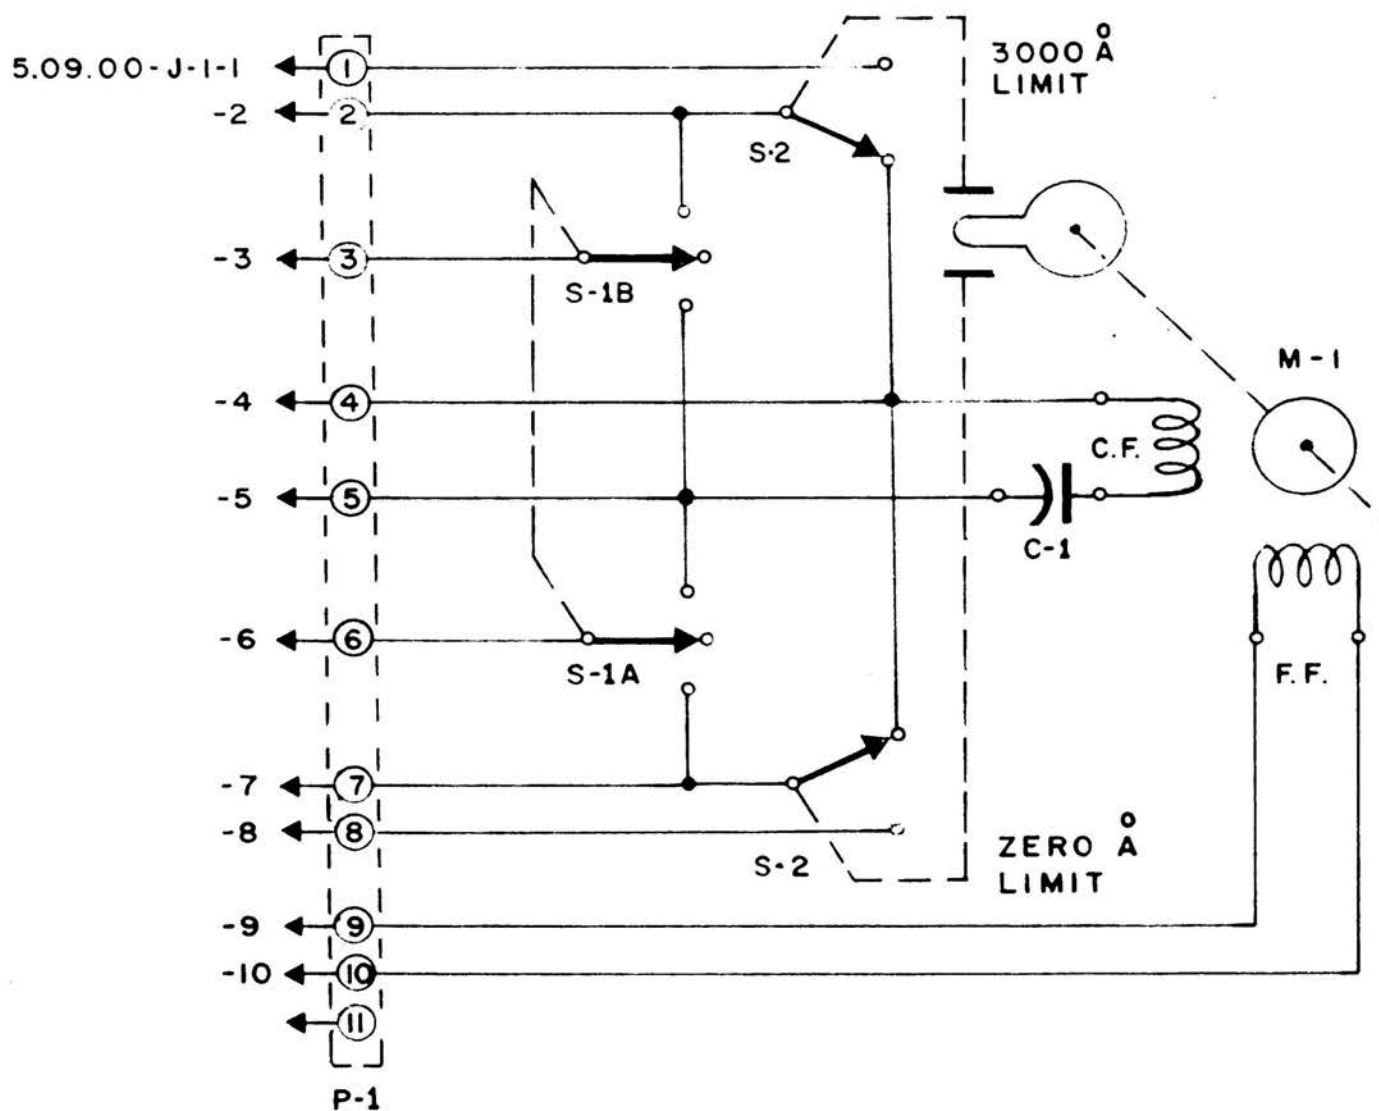 5.09.00-J-1-1
1
3000 Å
LIMIT
-2
2
S-2
-3
3
S-1B
M-1
-4
4
C.F.
-5
5
C-1
-6
6
S-1A
F.F.
-7
7
-8
8
S-2
ZERO Å
LIMIT
-9
9
-10
10
11
P-1